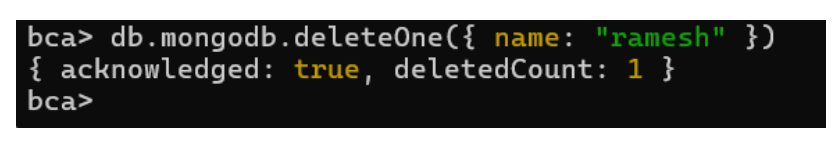 bca> db.mongodb.deleteOne({ name: "ramesh" })
{ acknowledged: true, deletedCount: 1 }
bca>